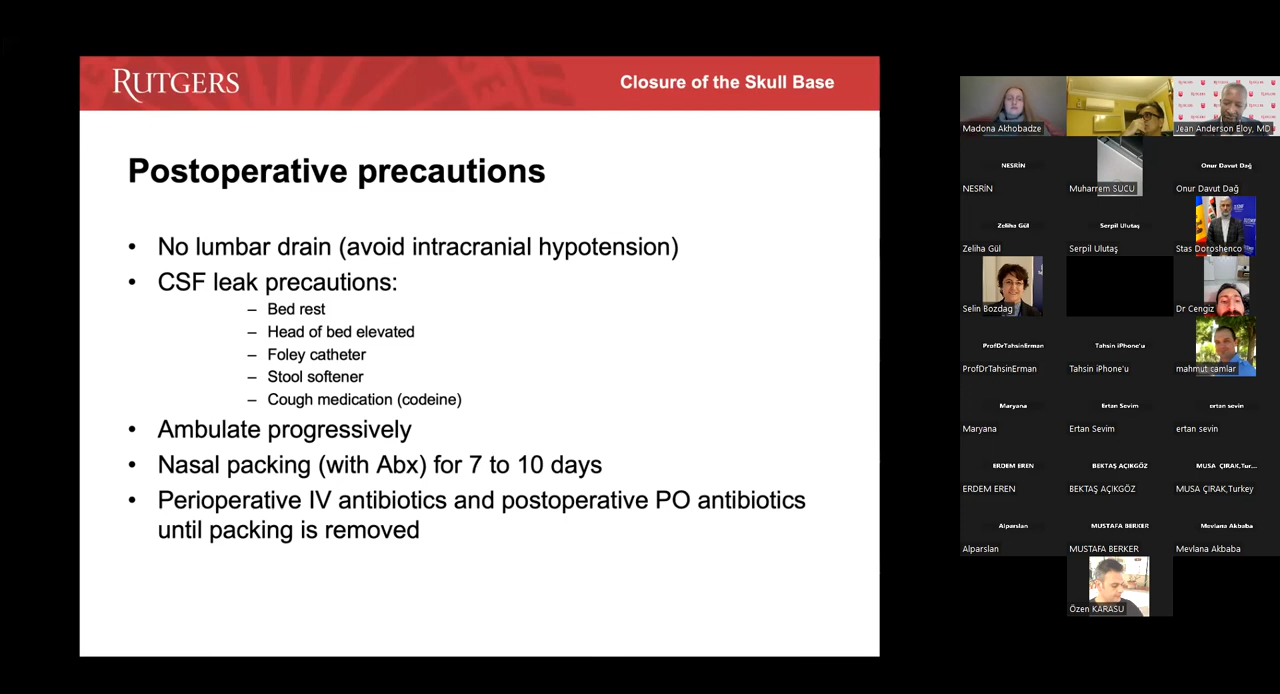 RUTGERS
Closure of the Skull Base
Postoperative precautions
• No lumbar drain (avoid intracranial hypotension)
• CSF leak precautions:
– Bed rest
– Head of bed elevated
– Foley catheter
– Stool softener
– Cough medication (codeine)
• Ambulate progressively
• Nasal packing (with Abx) for 7 to 10 days
• Perioperative IV antibiotics and postoperative PO antibiotics
until packing is removed
Madona Akhobadze
Jean Anderson Eloy, MD
NESRİN
NESRİN
Muharrem SUCU
Onur Davut Dağ
Onur Davut Dağ
Zeliha Gül
Zeliha Gül
Serpil Ulutaş
Serpil Ulutaş
Stas Doroshenco
Selin Bozdag
Dr Cengiz
ProfDrTahsinErman
ProfDrTahsinErman
Tahsin iPhone'u
Tahsin iPhone'u
mahmut camlar
Maryana
Maryana
Ertan Sevim
Ertan Sevim
ertan sevin
ertan sevin
ERDEM EREN
ERDEM EREN
BEKTAŞ AÇIKGÖZ
BEKTAŞ AÇIKGÖZ
MUSA ÇIRAK,Tur...
MUSA ÇIRAK,Turkey
Alparslan
Alparslan
MUSTAFA BERKER
MUSTAFA BERKER
Mevlana Akbaba
Mevlana Akbaba
Özen KARASU